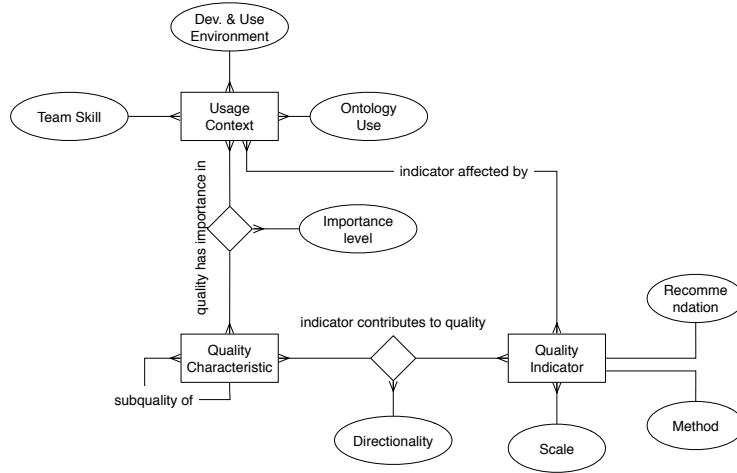 Dev. & Use
Environment
Team Skill
Usage
Context
Ontology
Use
indicator affected by
quality has importance in
Importance
level
Recomme
ndation
indicator contributes to quality
Quality
Characteristic
Quality
Indicator
subquality of
Directionality
Scale
Method